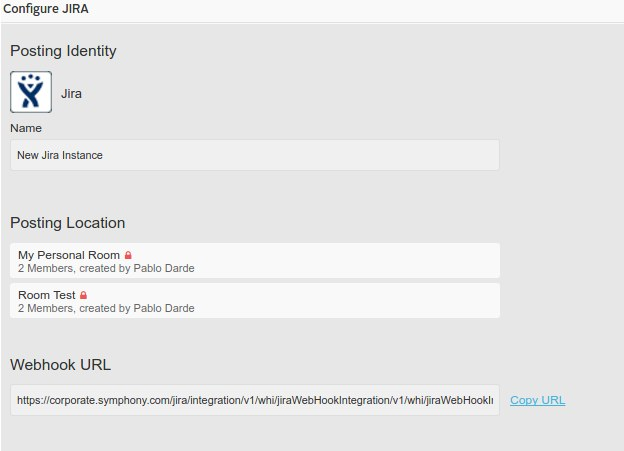 Configure JIRA
Posting Identity
Jira
Name
New Jira Instance
Posting Location
My Personal Room
2 Members, created by Pablo Darde
Room Test
2 Members, created by Pablo Darde
Webhook URL
https://corporate.symphony.com/jira/integration/v1/whi/jiraWebHookIntegration/v1/whi/jiraWebHookI
Copy URL